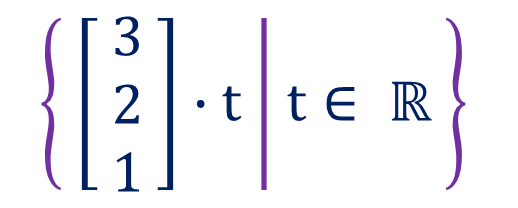 { [ 3 2 1 ] · t | t ∈ ℝ }